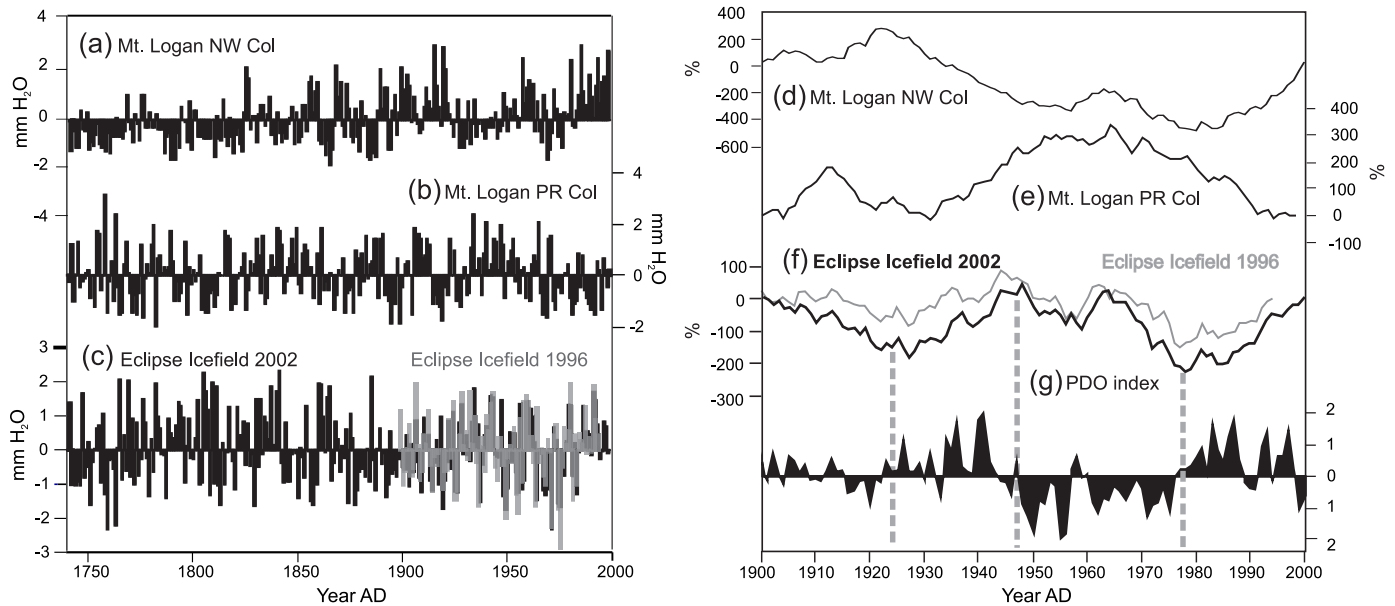 4
2
0
-2
-4
mm H2O
(a) Mt. Logan NW Col
4
2
0
-2
mm H2O
(b) Mt. Logan PR Col
3
2
1
0
-1
-2
-3
mm H2O
(c) Eclipse Icefield 2002
Eclipse Icefield 1996
1750 1800 1850 1900 1950 2000
Year AD
400
200
0
-200
-400
-600
%
(d) Mt. Logan NW Col
400
300
200
100
0
-100
%
(e) Mt. Logan PR Col
100
0
-100
-200
-300
%
(f) Eclipse Icefield 2002
Eclipse Icefield 1996
(g) PDO index
2
1
0
1
2
1900 1910 1920 1930 1940 1950 1960 1970 1980 1990 2000
Year AD